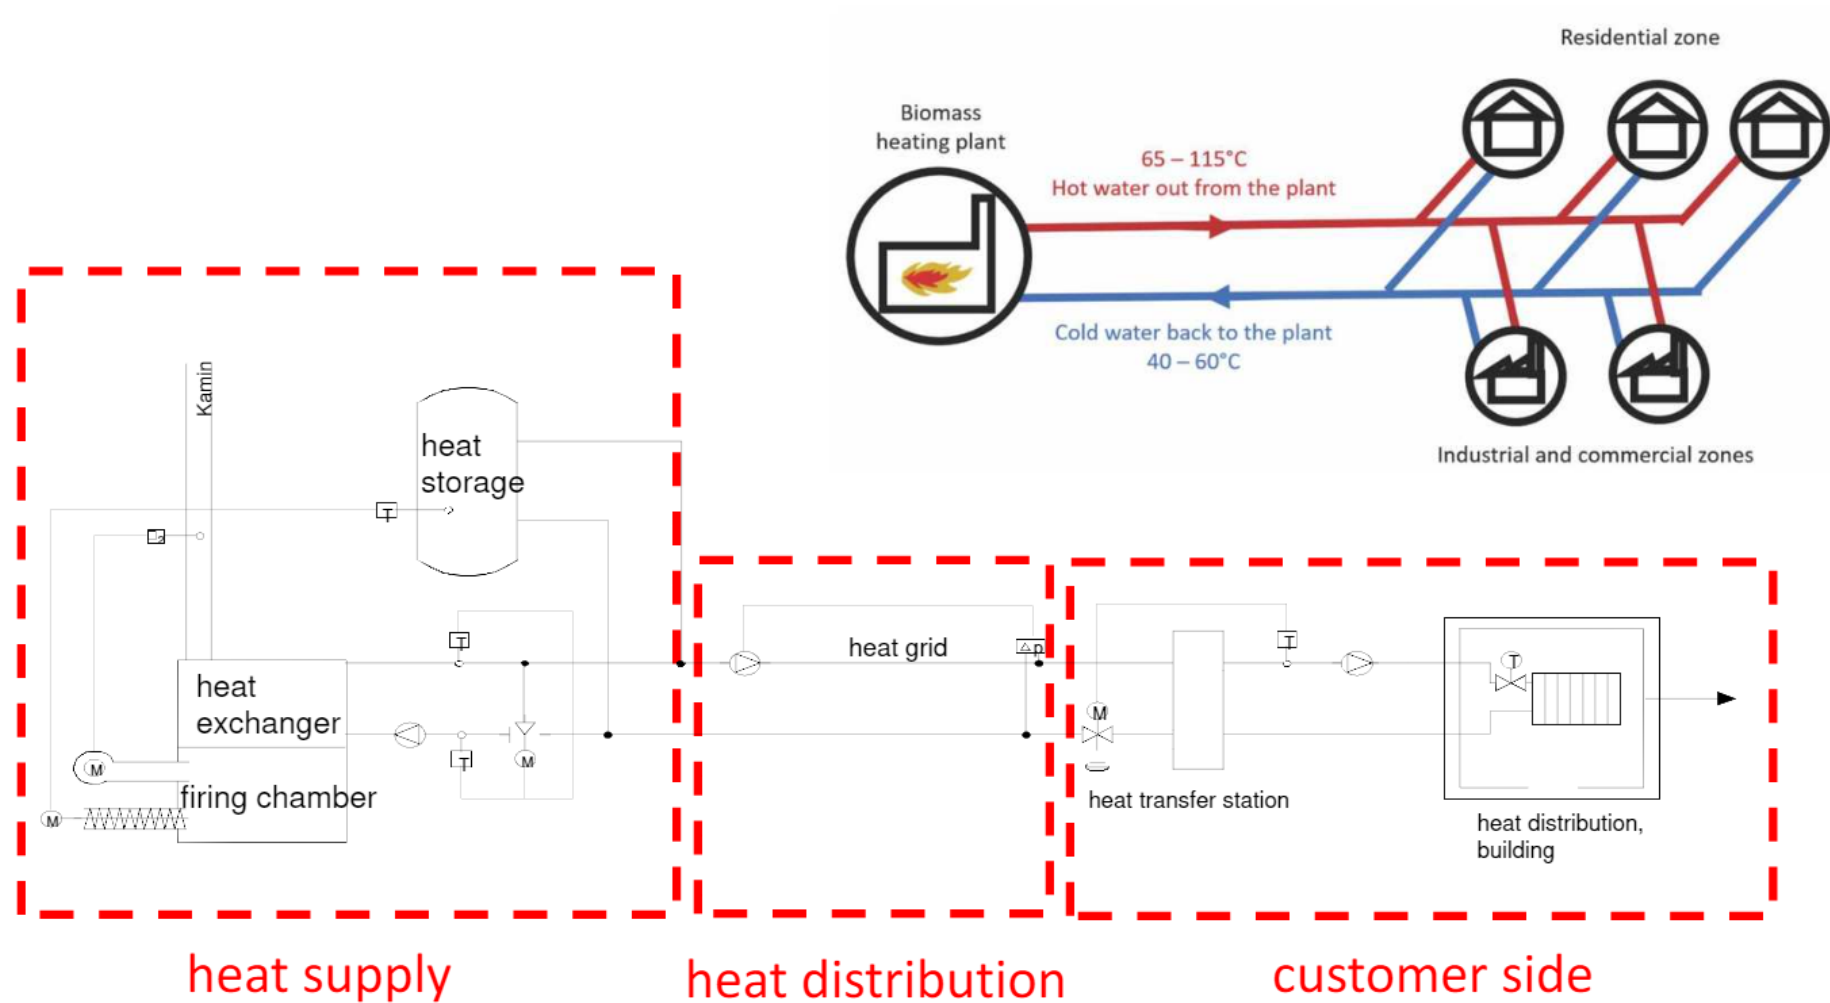 Residential zone
Biomass
heating plant
65 – 115°C
Hot water out from the plant
Cold water back to the plant
40 – 60°C
Industrial and commercial zones
Kamin
heat
storage
T
O2
T
T
M
heat
exchanger
M
firing chamber
M
heat grid
△p
T
M
T
heat transfer station
heat distribution,
building
heat supply
heat distribution
customer side